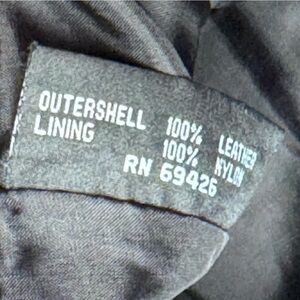 OUTERSHELL 100% LEATHER
LINING 100% NYLON
RN 69426